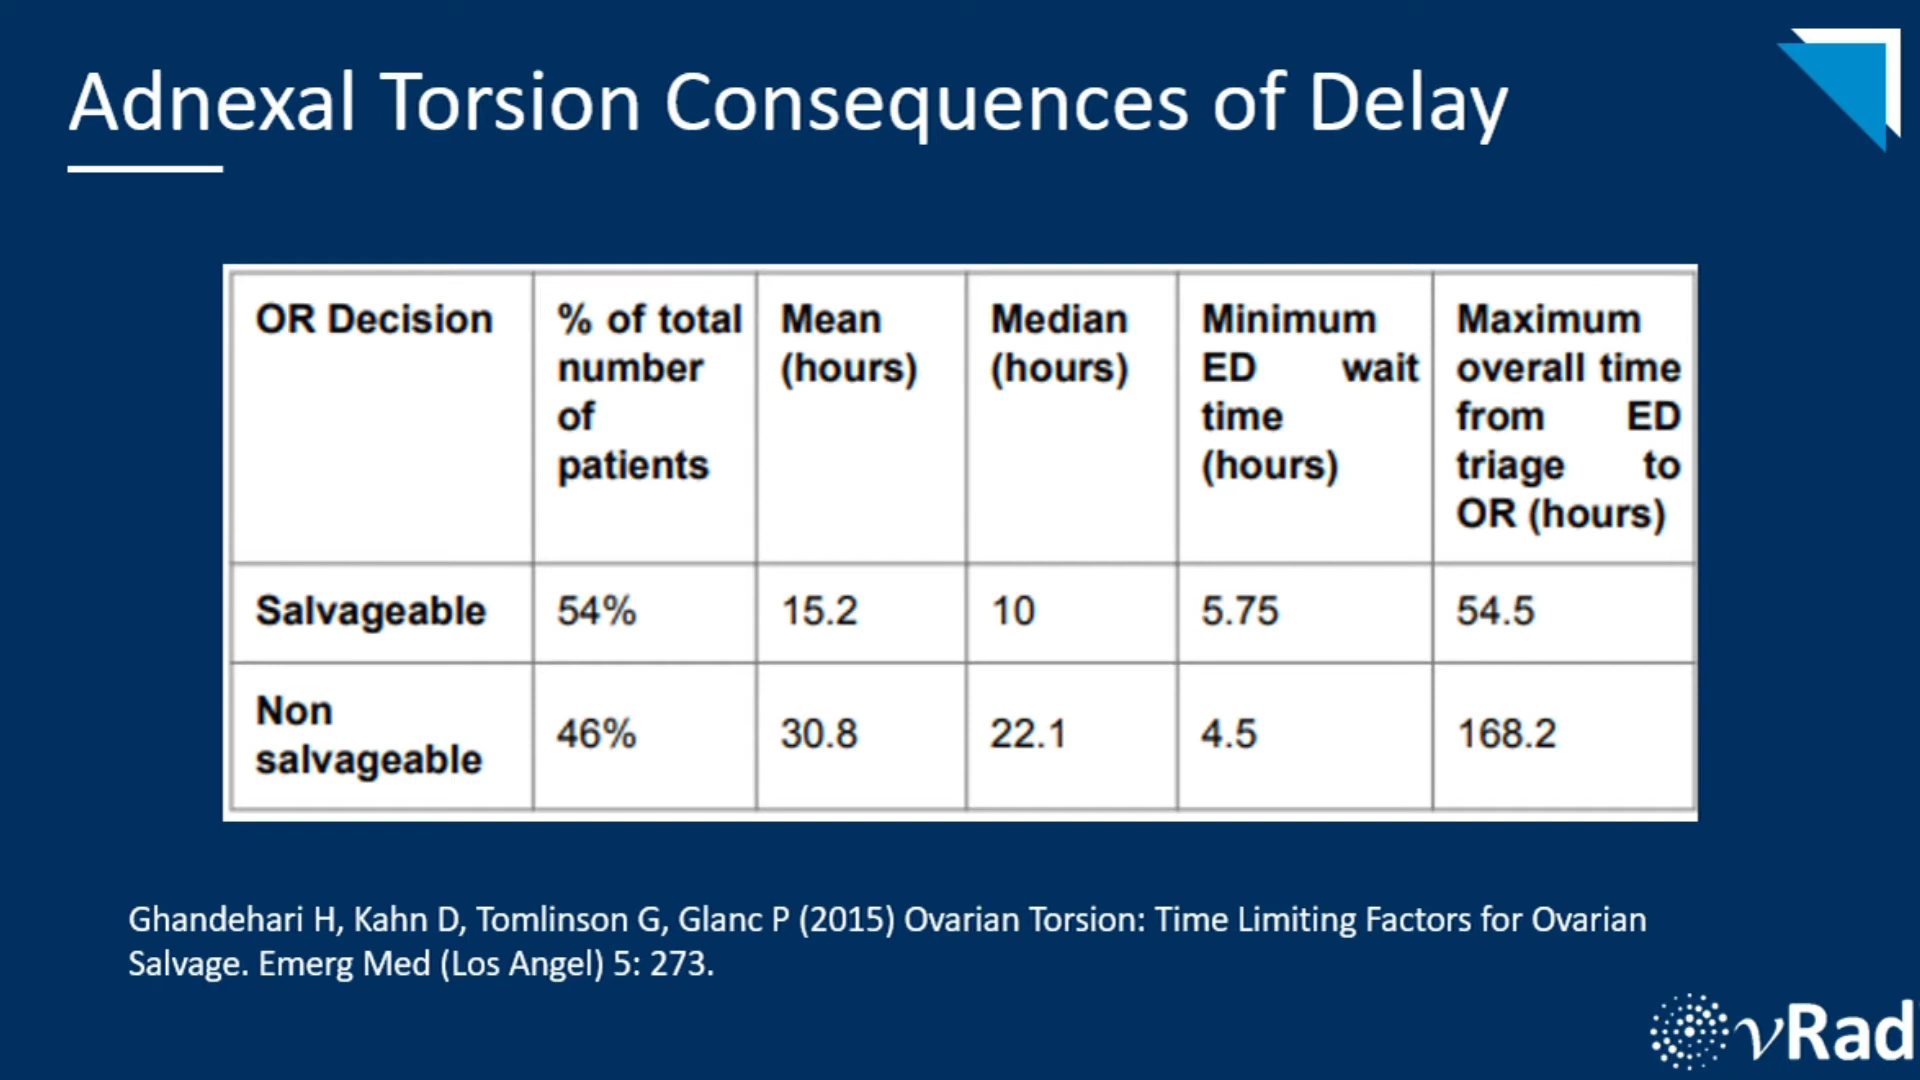 Adnexal Torsion Consequences of Delay
OR Decision
% of total
number
of
patients
Mean
(hours)
Median
(hours)
Minimum
ED wait
time
(hours)
Maximum
overall time
from ED
triage to
OR (hours)
Salvageable
54%
15.2
10
5.75
54.5
Non
salvageable
46%
30.8
22.1
4.5
168.2
Ghandehari H, Kahn D, Tomlinson G, Glanc P (2015) Ovarian Torsion: Time Limiting Factors for Ovarian
Salvage. Emerg Med (Los Angel) 5: 273.
vRad